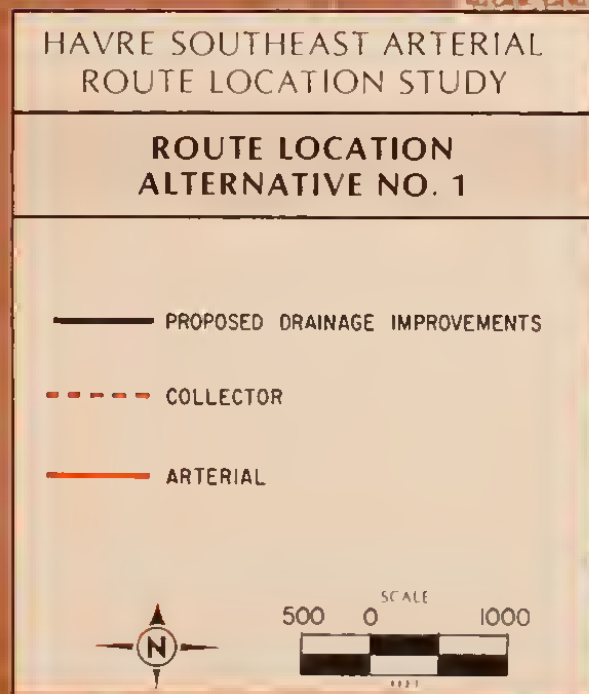 HAVRE SOUTHEAST ARTERIAL
ROUTE LOCATION STUDY
ROUTE LOCATION
ALTERNATIVE NO. 1
PROPOSED DRAINAGE IMPROVEMENTS
COLLECTOR
ARTERIAL
N
SCALE
500 0 1000
FEET